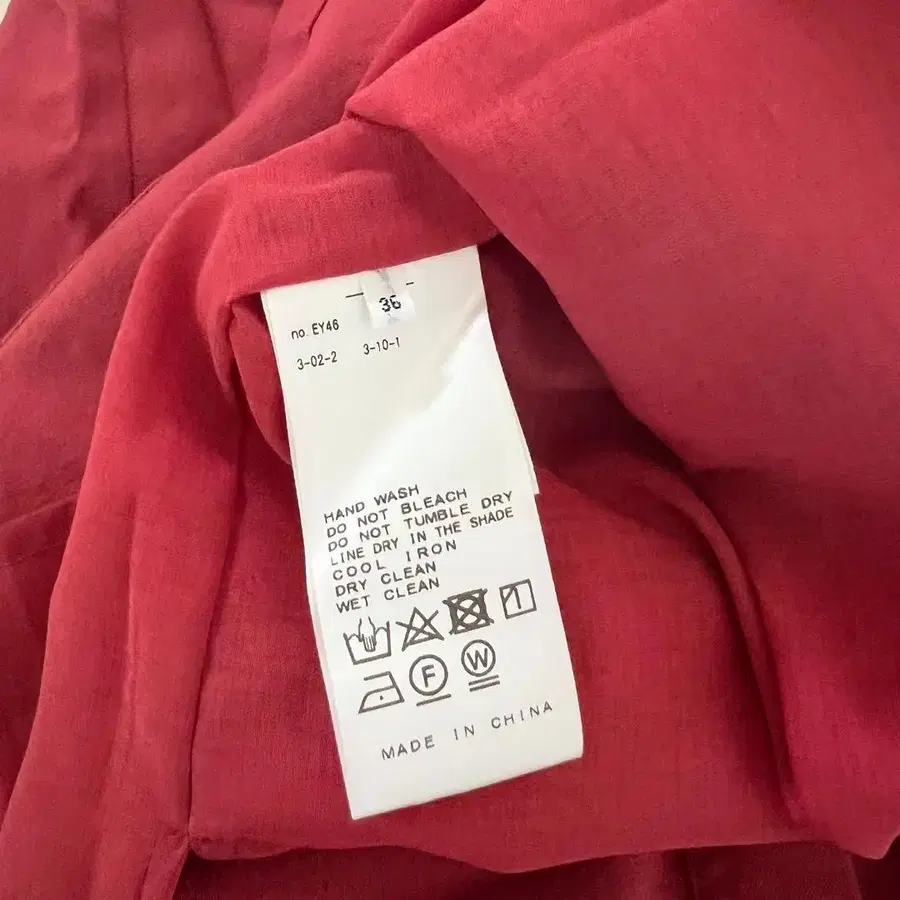 36
no. EY46
3-02-2 3-10-1
HAND WASH
DO NOT BLEACH
DO NOT TUMBLE DRY
LINE DRY IN THE SHADE
COOL IRON
DRY CLEAN
WET CLEAN
F W
MADE IN CHINA